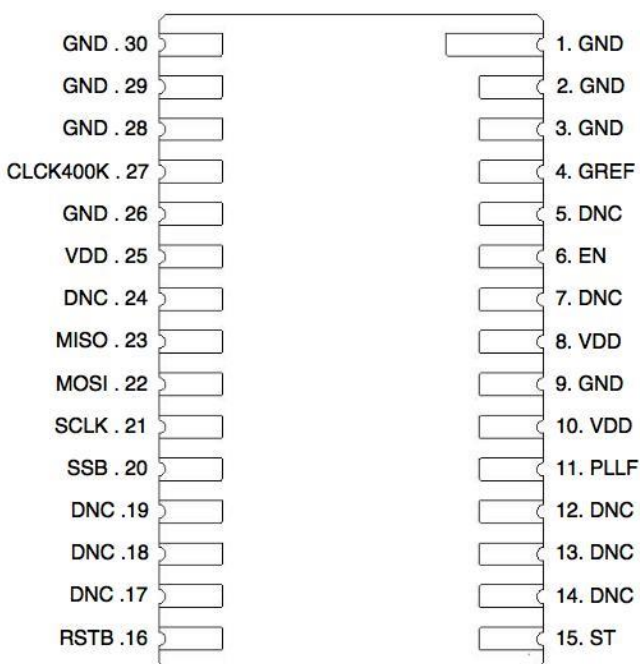 GND . 30 1. GND
GND . 29 2. GND
GND . 28 3. GND
CLCK400K . 27 4. GREF
GND . 26 5. DNC
VDD . 25 6. EN
DNC . 24 7. DNC
MISO . 23 8. VDD
MOSI . 22 9. GND
SCLK . 21 10. VDD
SSB . 20 11. PLLF
DNC .19 12. DNC
DNC .18 13. DNC
DNC .17 14. DNC
RSTB .16 15. ST